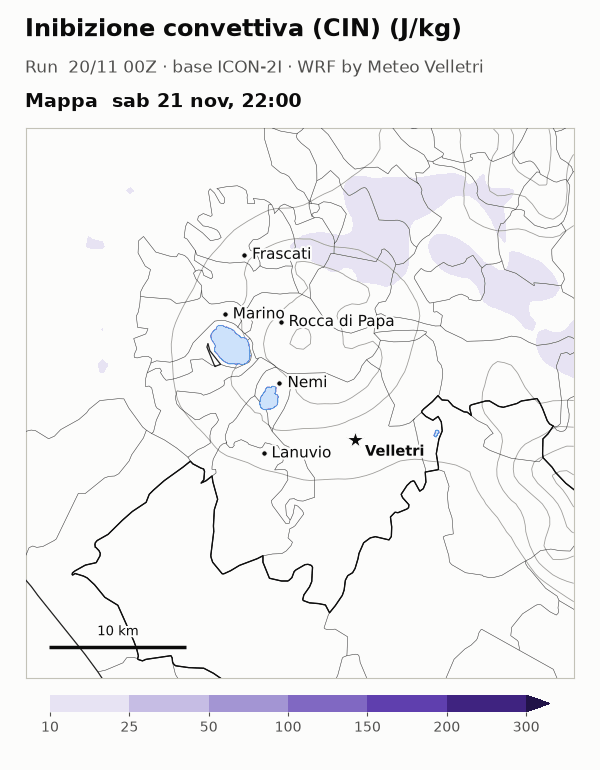 Inibizione convettiva (CIN) (J/kg)
Run  20/11 00Z · base ICON-2I · WRF by Meteo Velletri
Mappa  sab 21 nov, 22:00
Frascati
Marino
Rocca di Papa
Nemi
Velletri
Lanuvio
10 km
10 25 50 100 150 200 300